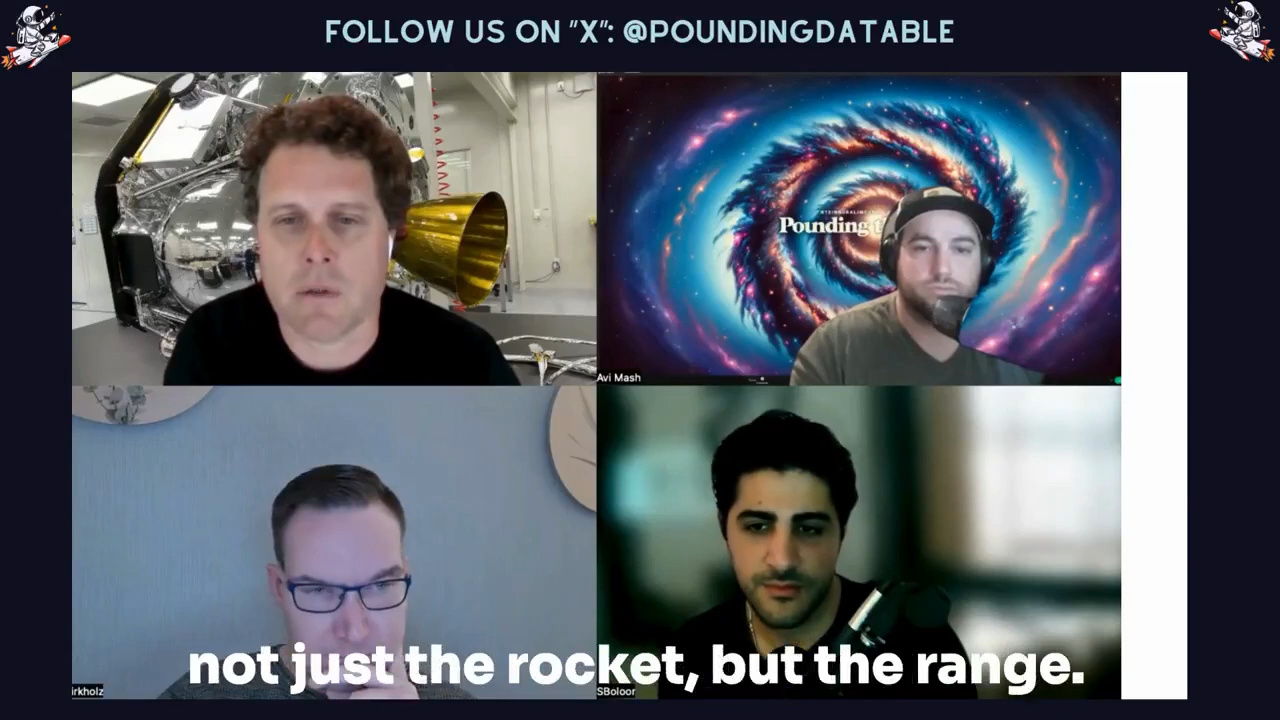 FOLLOW US ON "X": @POUNDINGDATABLE
Pounding
Avi Mash
not just the rocket, but the range.
irkholz
SBoloor